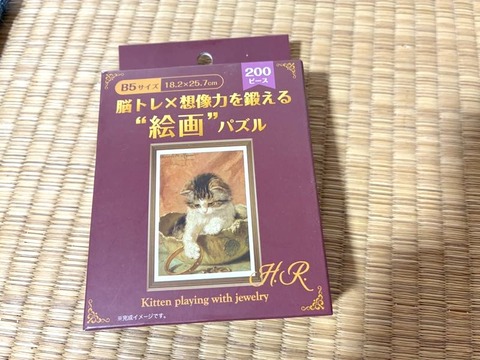 B5サイズ 18.2×25.7cm
200
ピース
脳トレ×想像力を鍛える
“絵画”パズル
H.R
Kitten playing with jewelry
※完成イメージです。